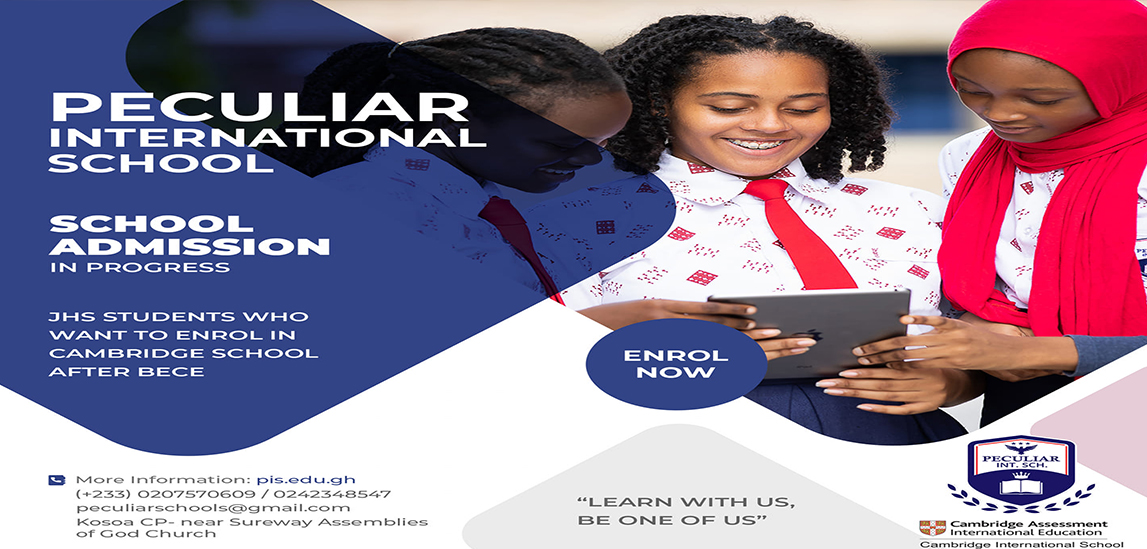 PECULIAR
INTERNATIONAL
SCHOOL
SCHOOL
ADMISSION
IN PROGRESS
JHS STUDENTS WHO
WANT TO ENROL IN
CAMBRIDGE SCHOOL
AFTER BECE
ENROL
NOW
More Information: pis.edu.gh
(+233) 0207570609 / 0242348547
peculiarschools@gmail.com
Kosoa CP- near Sureway Assemblies
of God Church
“LEARN WITH US,
BE ONE OF US”
PECULIAR
INT. SCH.
Cambridge Assessment
International Education
Cambridge International School